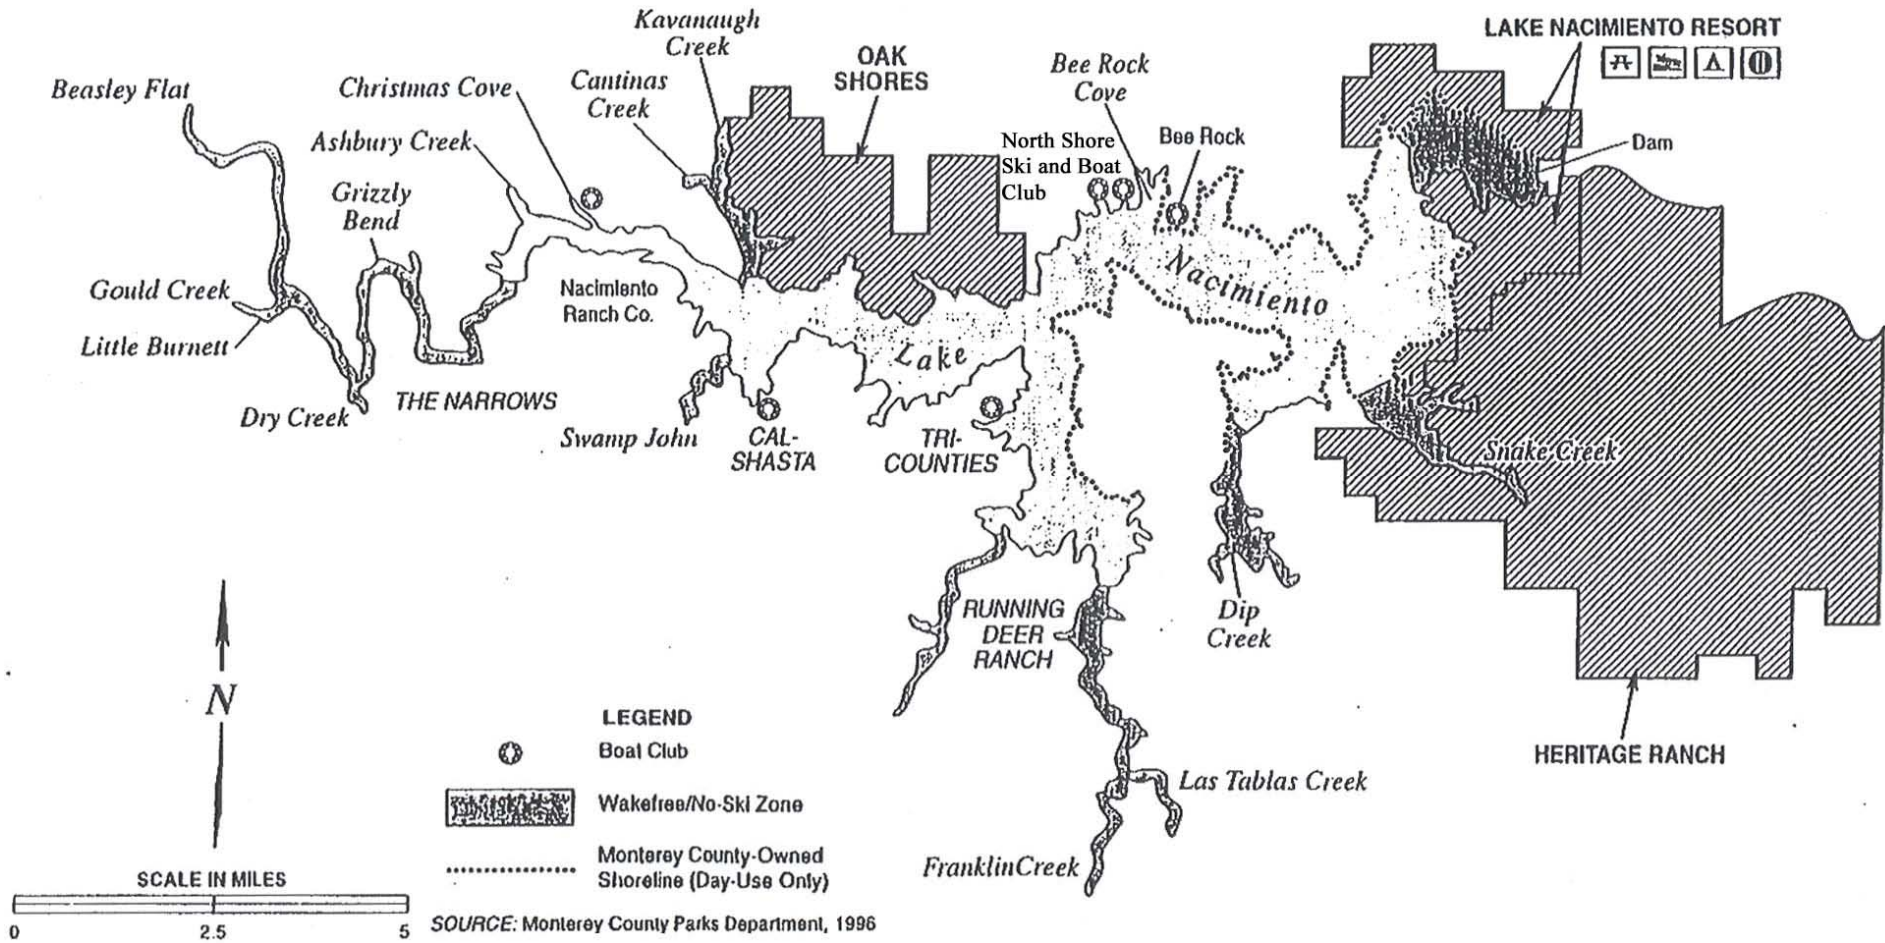 Kavanaugh
Creek
LAKE NACIMIENTO RESORT
OAK
SHORES
Bee Rock
Cove
Beasley Flat
Christmas Cove
Cantinas
Creek
Ashbury Creek
North Shore
Ski and Boat
Club
Bee Rock
Dam
Grizzly
Bend
Gould Creek
Nacimiento
Ranch Co.
Nacimiento
Lake
Little Burnett
Dry Creek
THE NARROWS
Swamp John
CAL-
SHASTA
TRI-
COUNTIES
Snake Creek
RUNNING
DEER
RANCH
Dip
Creek
N
HERITAGE RANCH
Las Tablas Creek
Franklin Creek
LEGEND
Boat Club
Wakefree/No-Ski Zone
Monterey County-Owned
Shoreline (Day-Use Only)
SCALE IN MILES
0 2.5 5
SOURCE: Monterey County Parks Department, 1996